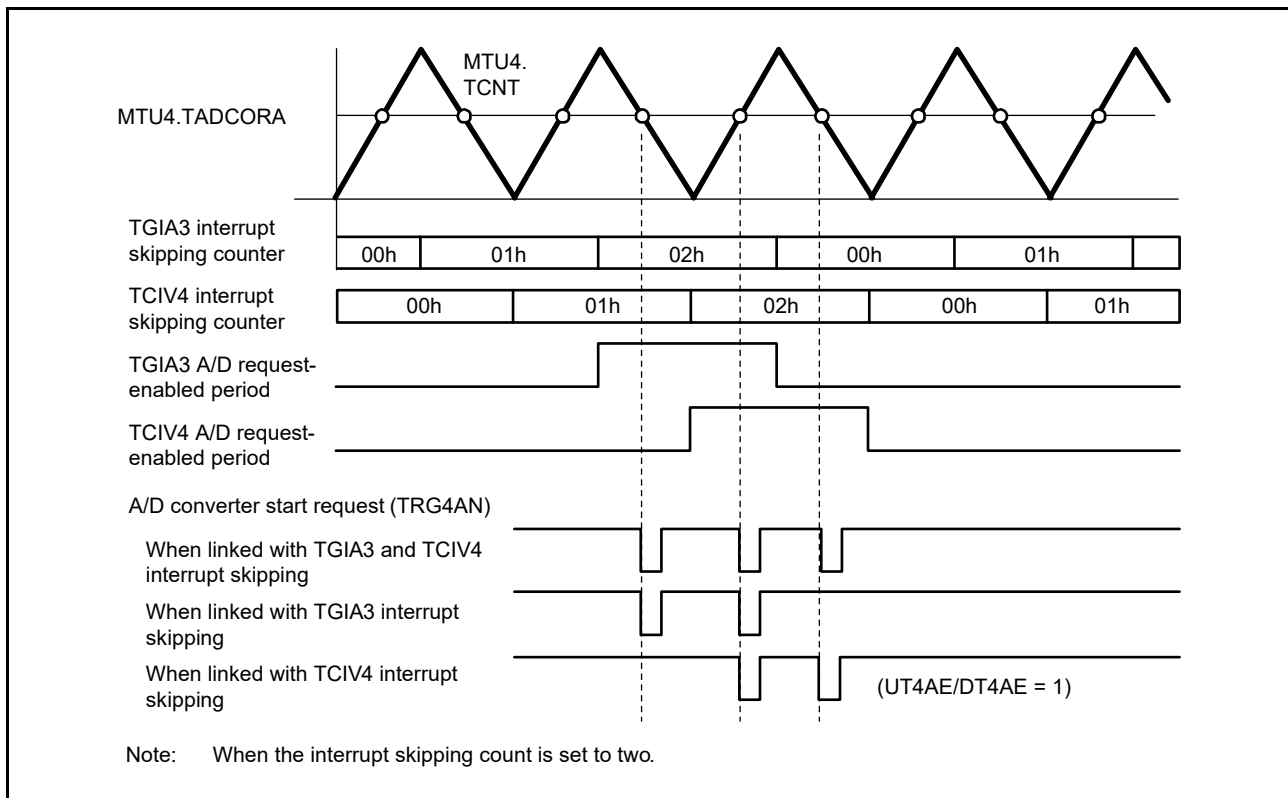 MTU4.
TCNT
MTU4.TADCORA
TGIA3 interrupt
skipping counter
00h 01h 02h 00h 01h
TCIV4 interrupt
skipping counter
00h 01h 02h 00h 01h
TGIA3 A/D request-
enabled period
TCIV4 A/D request-
enabled period
A/D converter start request (TRG4AN)
When linked with TGIA3 and TCIV4
interrupt skipping
When linked with TGIA3 interrupt
skipping
When linked with TCIV4 interrupt
skipping
(UT4AE/DT4AE = 1)
Note: When the interrupt skipping count is set to two.